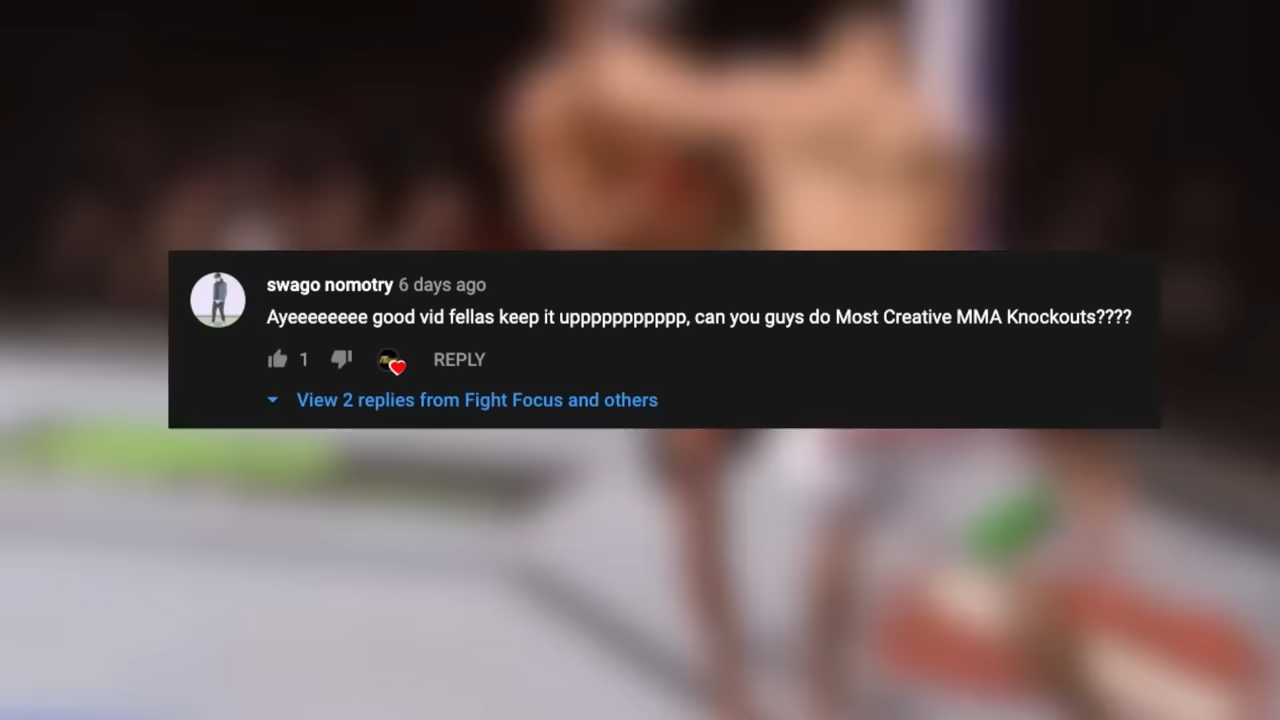 swago nomotry 6 days ago
Ayeeeeeeee good vid fellas keep it upppppppppp, can you guys do Most Creative MMA Knockouts????
1
REPLY
View 2 replies from Fight Focus and others